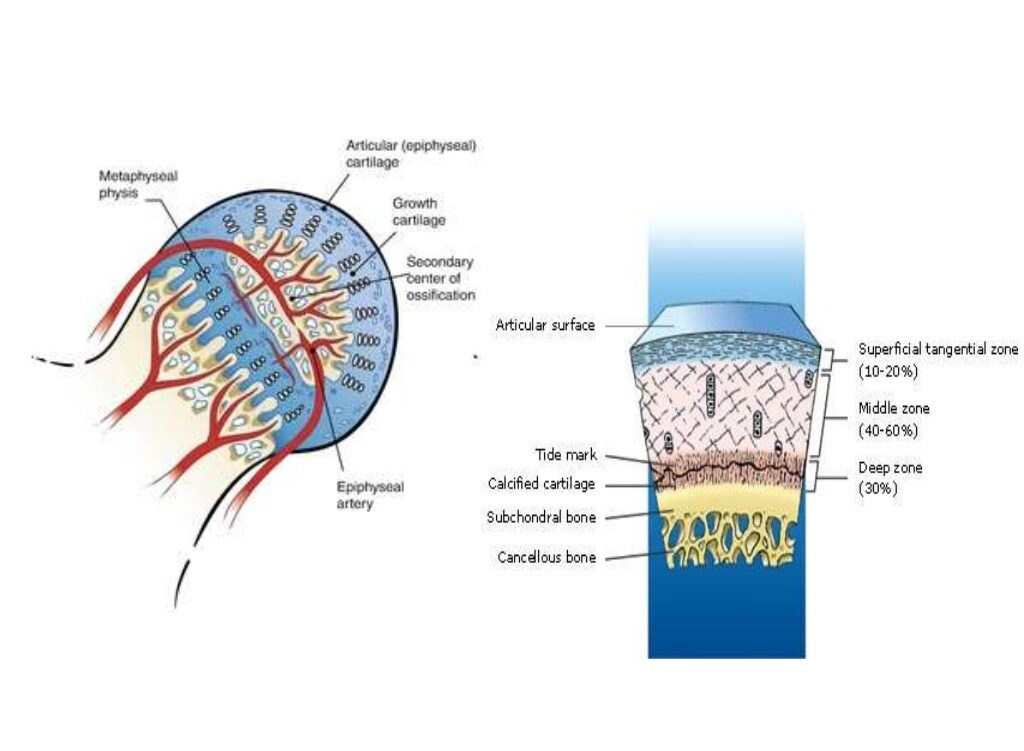 Articular (epiphyseal)
cartilage
Metaphyseal
physis
Growth
cartilage
Secondary
center of
ossification
Epiphyseal
artery
Articular surface
Superficial tangential zone
(10-20%)
Middle zone
(40-60%)
Tide mark
Deep zone
(30%)
Calcified cartilage
Subchondral bone
Cancellous bone